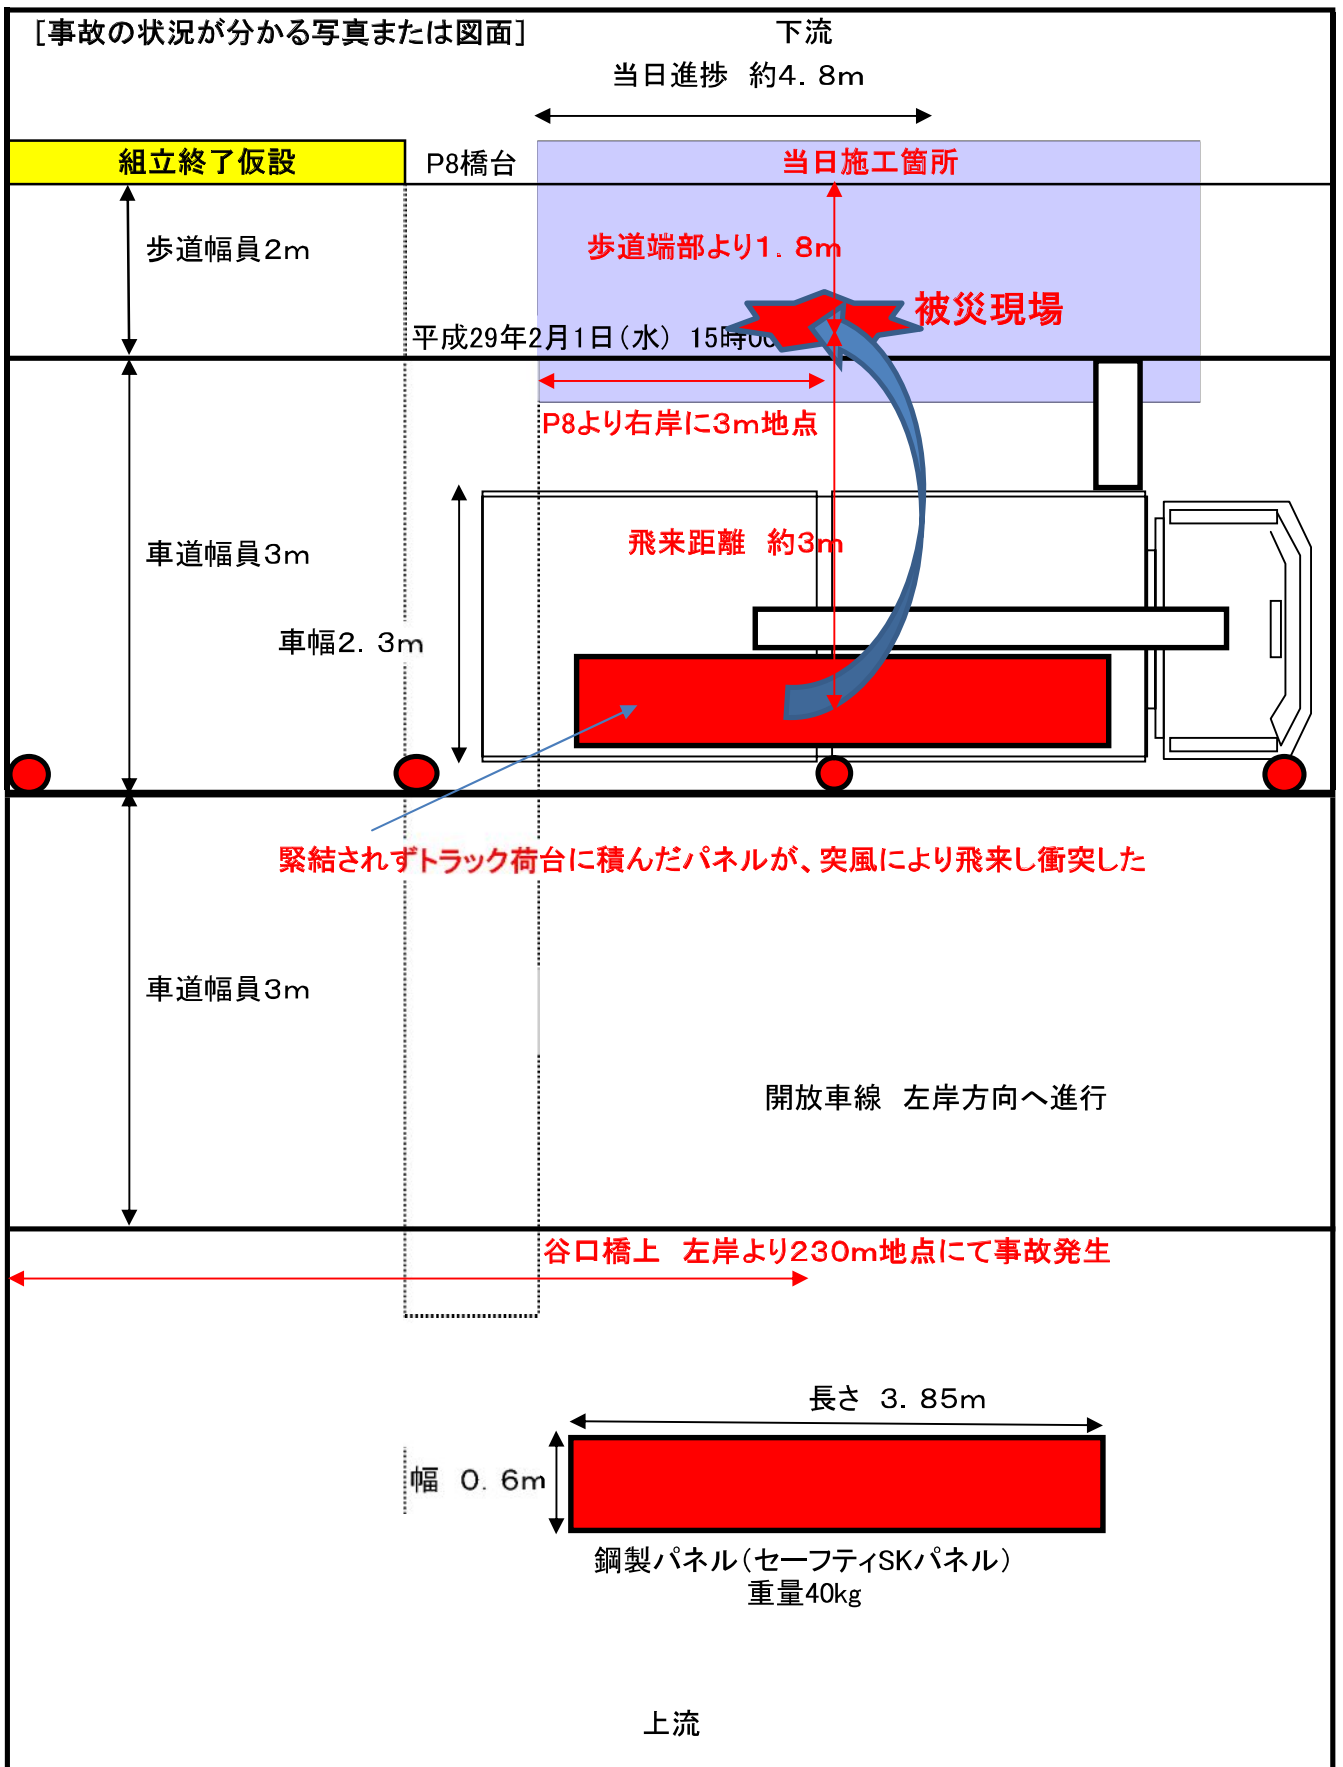 [事故の状況が分かる写真または図面]
下流
当日進捗　約4．8m
組立終了仮設
P8橋台
当日施工箇所
歩道幅員2m
歩道端部より1．8m
被災現場
平成29年2月1日(水)　15時
P8より右岸に3m地点
飛来距離　約3m
車道幅員3m
車幅2．3m
緊結されずトラック荷台に積んだパネルが、突風により飛来し衝突した
車道幅員3m
開放車線　左岸方向へ進行
谷口橋上　左岸より230m地点にて事故発生
長さ　3．85m
幅　0．6m
鋼製パネル(セーフティSKパネル)
重量40kg
上流